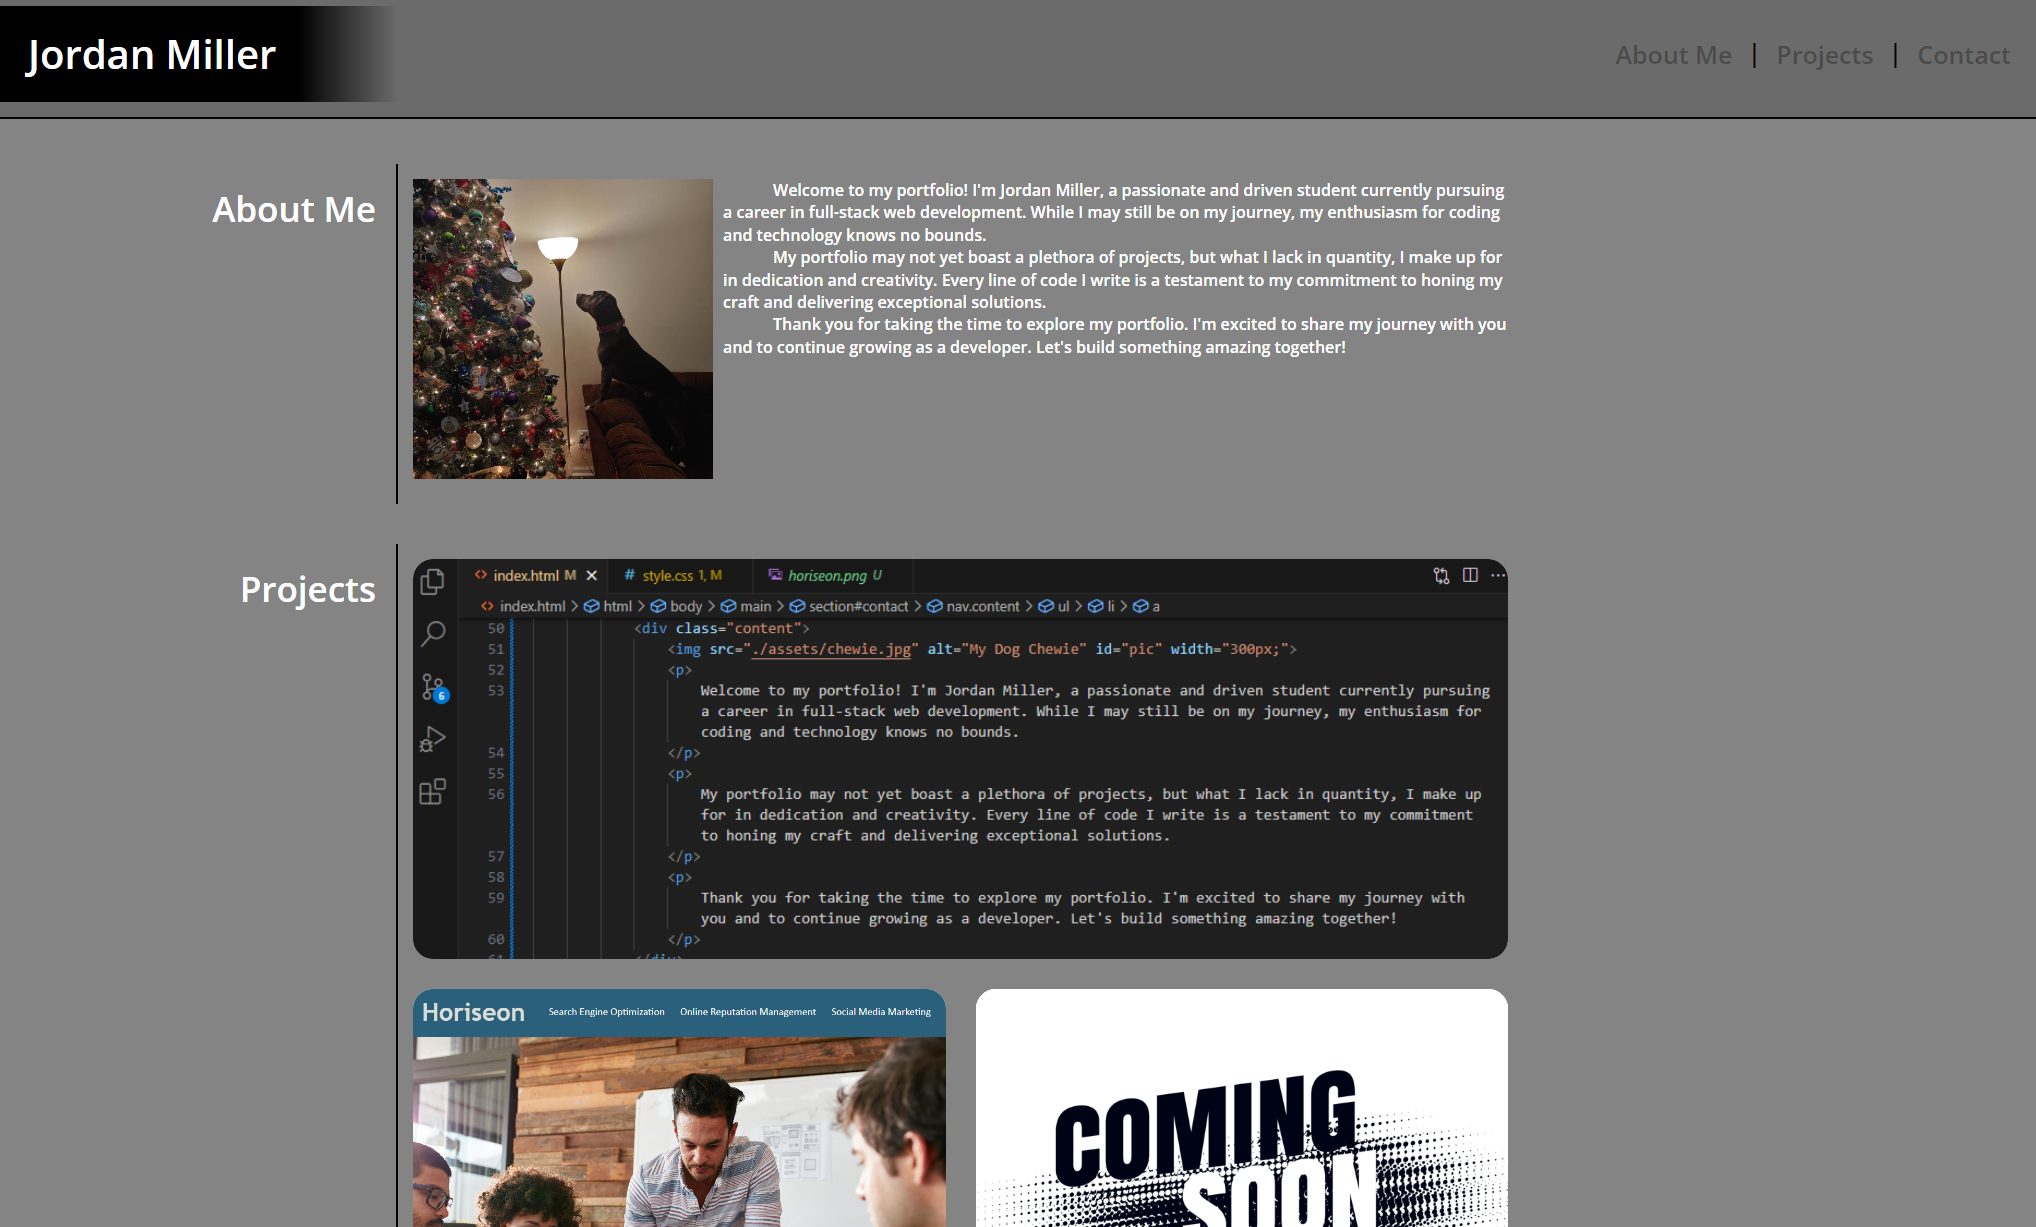 Jordan Miller
About Me | Projects | Contact
About Me
Welcome to my portfolio! I'm Jordan Miller, a passionate and driven student currently pursuing
a career in full-stack web development. While I may still be on my journey, my enthusiasm for coding
and technology knows no bounds.
My portfolio may not yet boast a plethora of projects, but what I lack in quantity, I make up for
in dedication and creativity. Every line of code I write is a testament to my commitment to honing my
craft and delivering exceptional solutions.
Thank you for taking the time to explore my portfolio. I'm excited to share my journey with you
and to continue growing as a developer. Let's build something amazing together!
Projects
<> index.html M × # style.css 1, M horiseon.png U ···
<> index.html > html > body > main > section#contact > nav.content > ul > li > a
50 <div class="content">
51 <img src="./assets/chewie.jpg" alt="My Dog Chewie" id="pic" width="300px;">
52 <p>
53 Welcome to my portfolio! I'm Jordan Miller, a passionate and driven student currently pursuing
a career in full-stack web development. While I may still be on my journey, my enthusiasm for
coding and technology knows no bounds.
54 </p>
55 <p>
56 My portfolio may not yet boast a plethora of projects, but what I lack in quantity, I make up
for in dedication and creativity. Every line of code I write is a testament to my commitment
to honing my craft and delivering exceptional solutions.
57 </p>
58 <p>
59 Thank you for taking the time to explore my portfolio. I'm excited to share my journey with
you and to continue growing as a developer. Let's build something amazing together!
60 </p>
61 </div>
6
Horiseon Search Engine Optimization Online Reputation Management Social Media Marketing
COMING
SOON